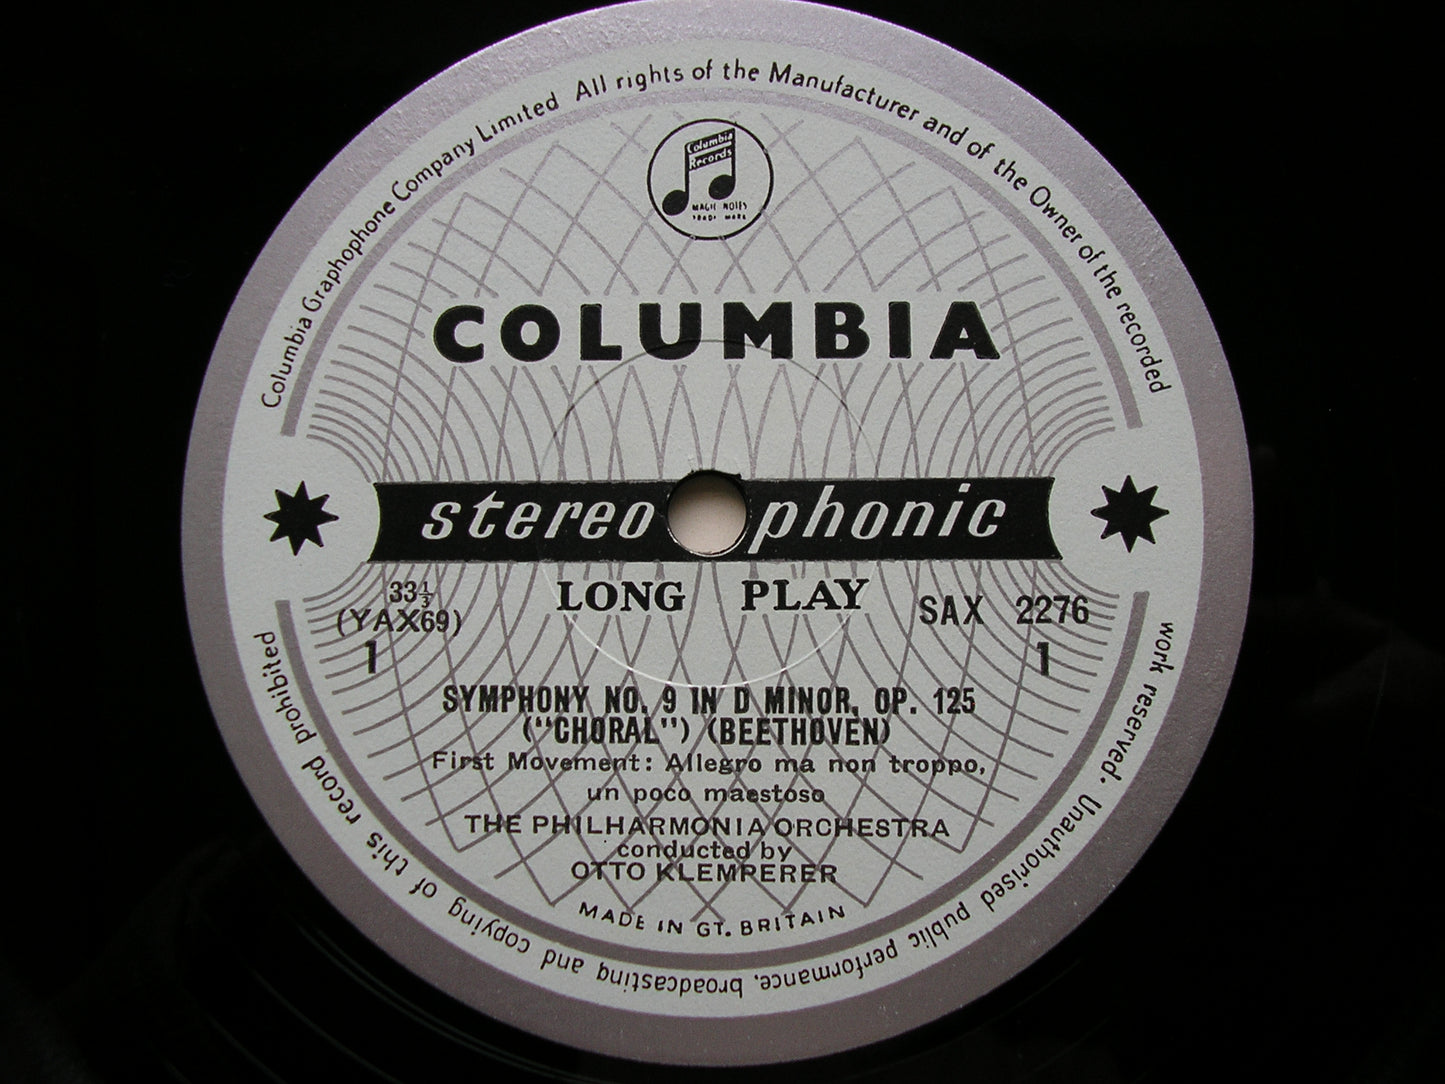 Columbia Graphophone Company Limited All rights of the Manufacturer and of the Owner of the recorded work reserved. Unauthorised public performance, broadcasting and copying of this record prohibited
Columbia
Records
MAGIC NOTES
TRADE MARK
COLUMBIA
stereophonic
LONG PLAY
33⅓
(YAX69)
1
SAX 2276
1
SYMPHONY NO. 9 IN D MINOR, OP. 125
("CHORAL") (BEETHOVEN)
First Movement: Allegro ma non troppo,
un poco maestoso
THE PHILHARMONIA ORCHESTRA
conducted by
OTTO KLEMPERER
MADE IN GT. BRITAIN